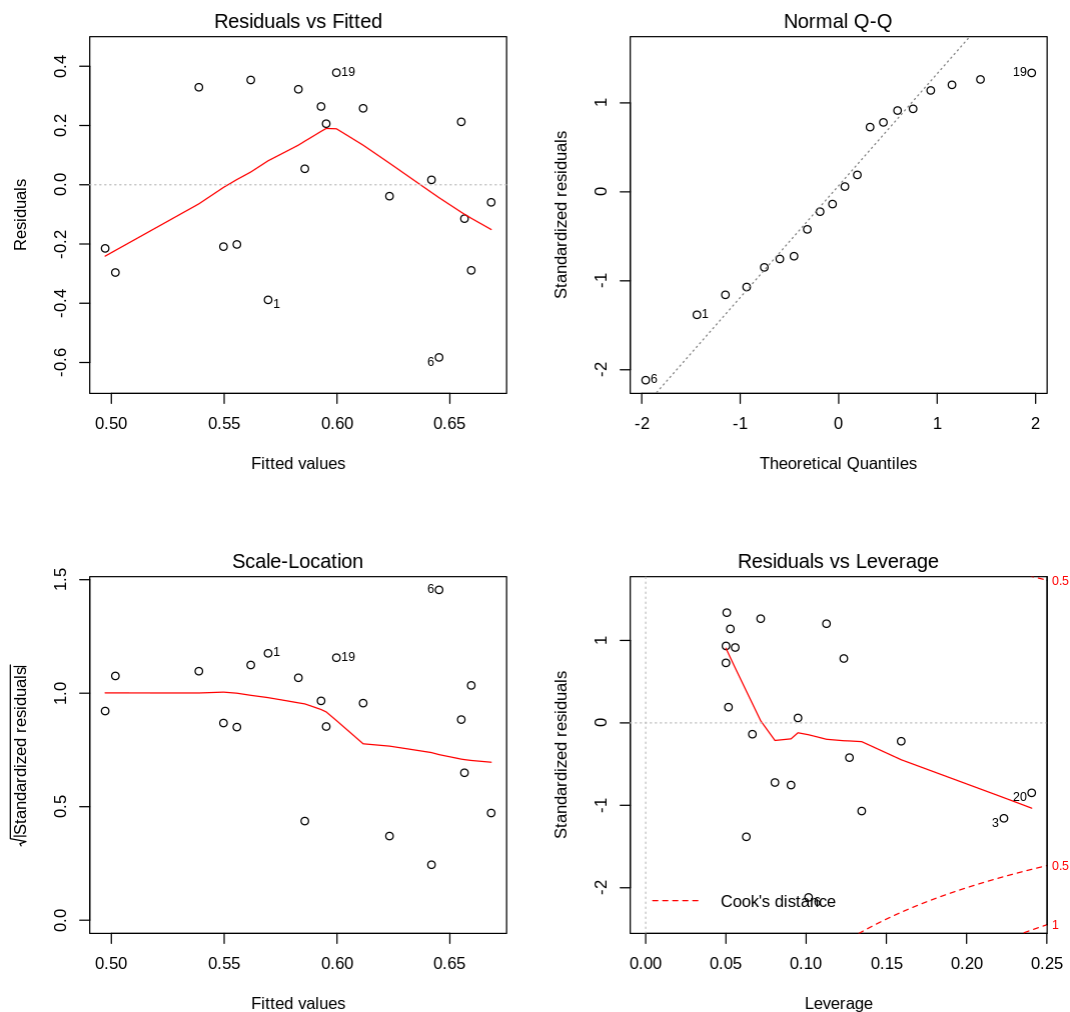 Residuals vs Fitted
Residuals
0.4
0.2
0.0
-0.2
-0.4
-0.6
19
1
6
0.50 0.55 0.60 0.65
Fitted values
Normal Q-Q
Standardized residuals
1
0
-1
-2
19
1
6
-2 -1 0 1 2
Theoretical Quantiles
Scale-Location
√|Standardized residuals|
1.5
1.0
0.5
0.0
6
1
19
0.50 0.55 0.60 0.65
Fitted values
Residuals vs Leverage
Standardized residuals
1
0
-1
-2
0.5
20
3
0.5
6
Cook's distance
1
0.00 0.05 0.10 0.15 0.20 0.25
Leverage